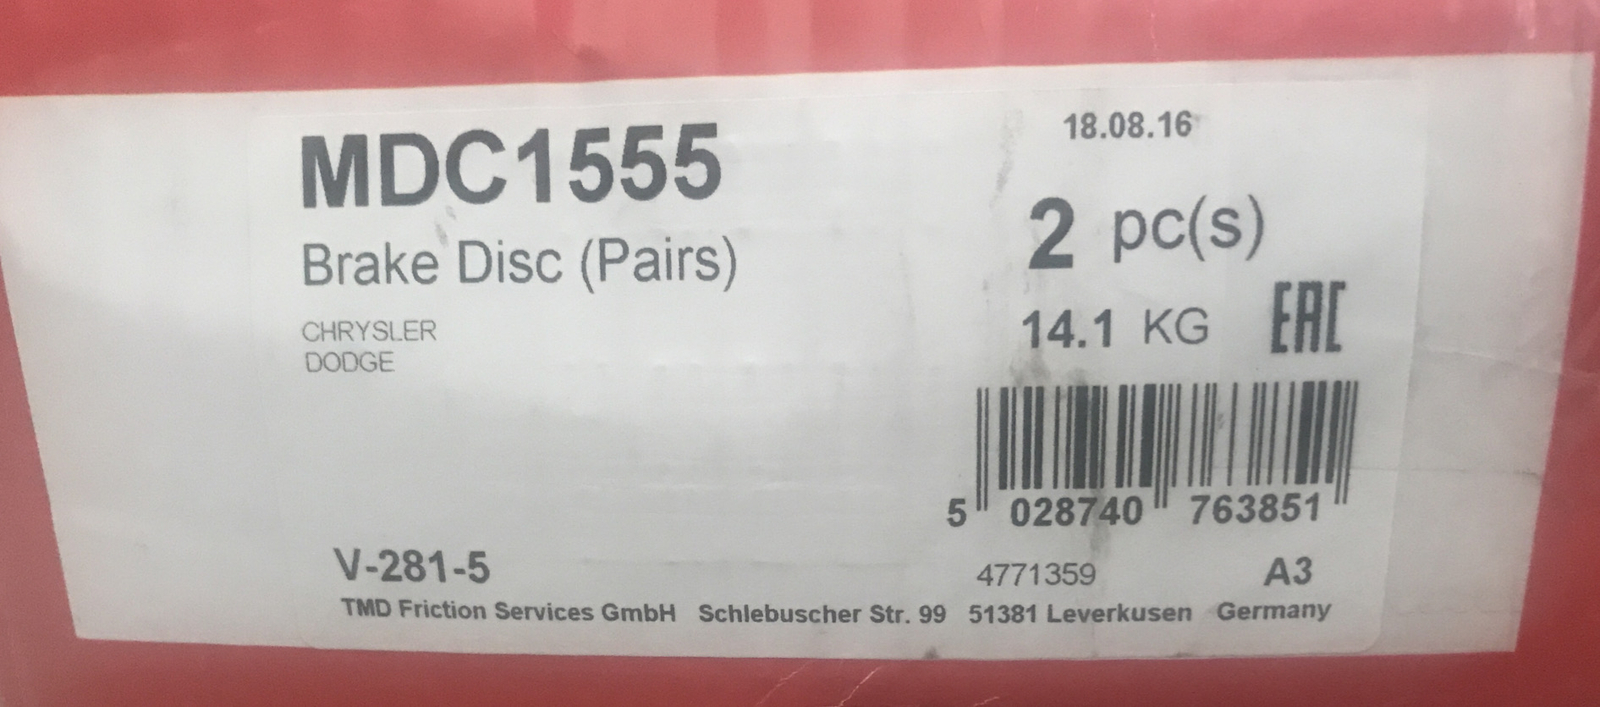 MDC1555
Brake Disc (Pairs)
CHRYSLER
DODGE
18.08.16
2 pc(s)
14.1 KG
EAC
5 028740 763851
V-281-5
4771359
A3
TMD Friction Services GmbH Schlebuscher Str. 99 51381 Leverkusen Germany